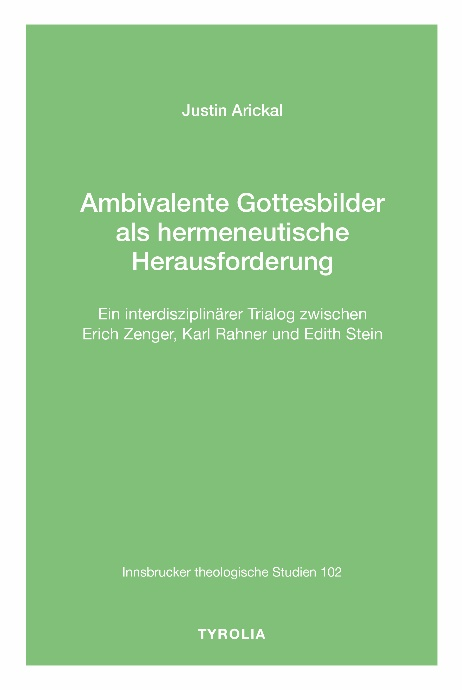 Justin Arickal
Ambivalente Gottesbilder
als hermeneutische
Herausforderung
Ein interdisziplinärer Trialog zwischen
Erich Zenger, Karl Rahner und Edith Stein
Innsbrucker theologische Studien 102
TYROLIA